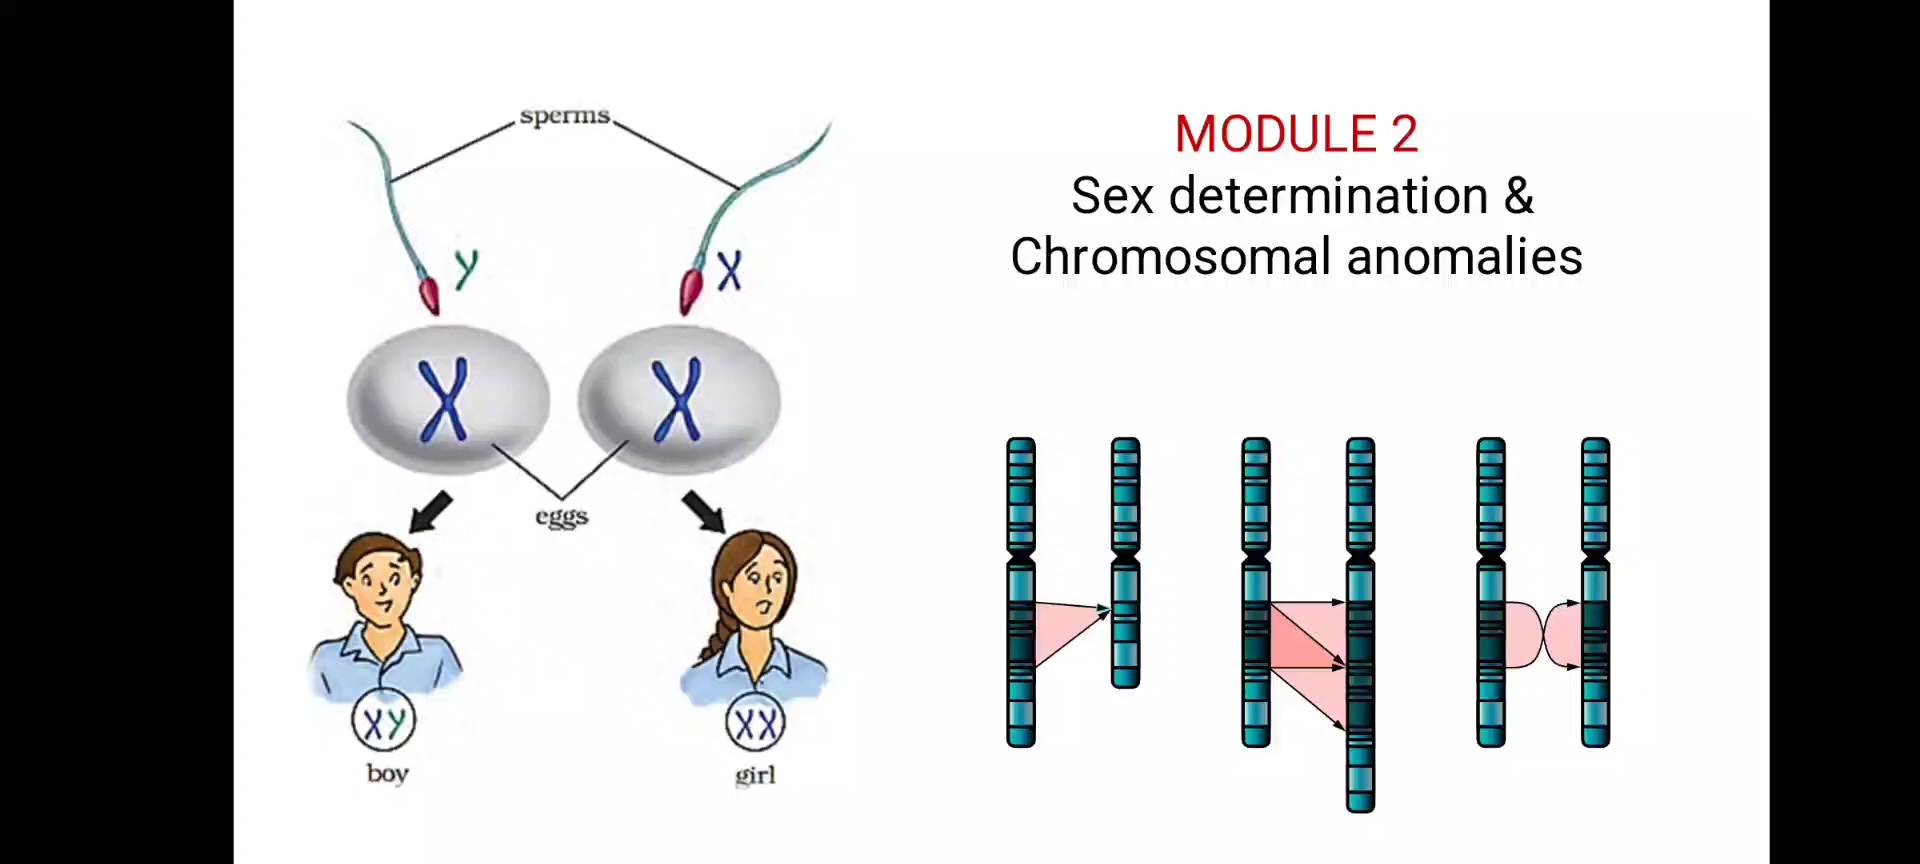 sperms
Y
X
X
X
eggs
XY
XX
boy
girl
MODULE 2
Sex determination &
Chromosomal anomalies